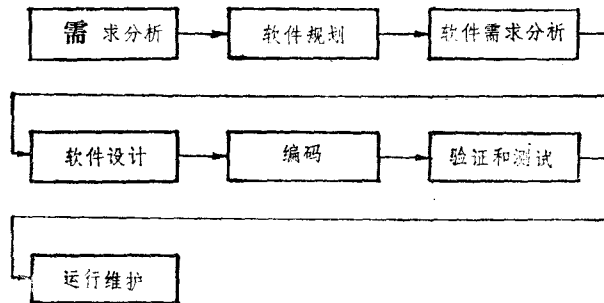 需求分析
软件规划
软件需求分析
软件设计
编码
验证和测试
运行维护